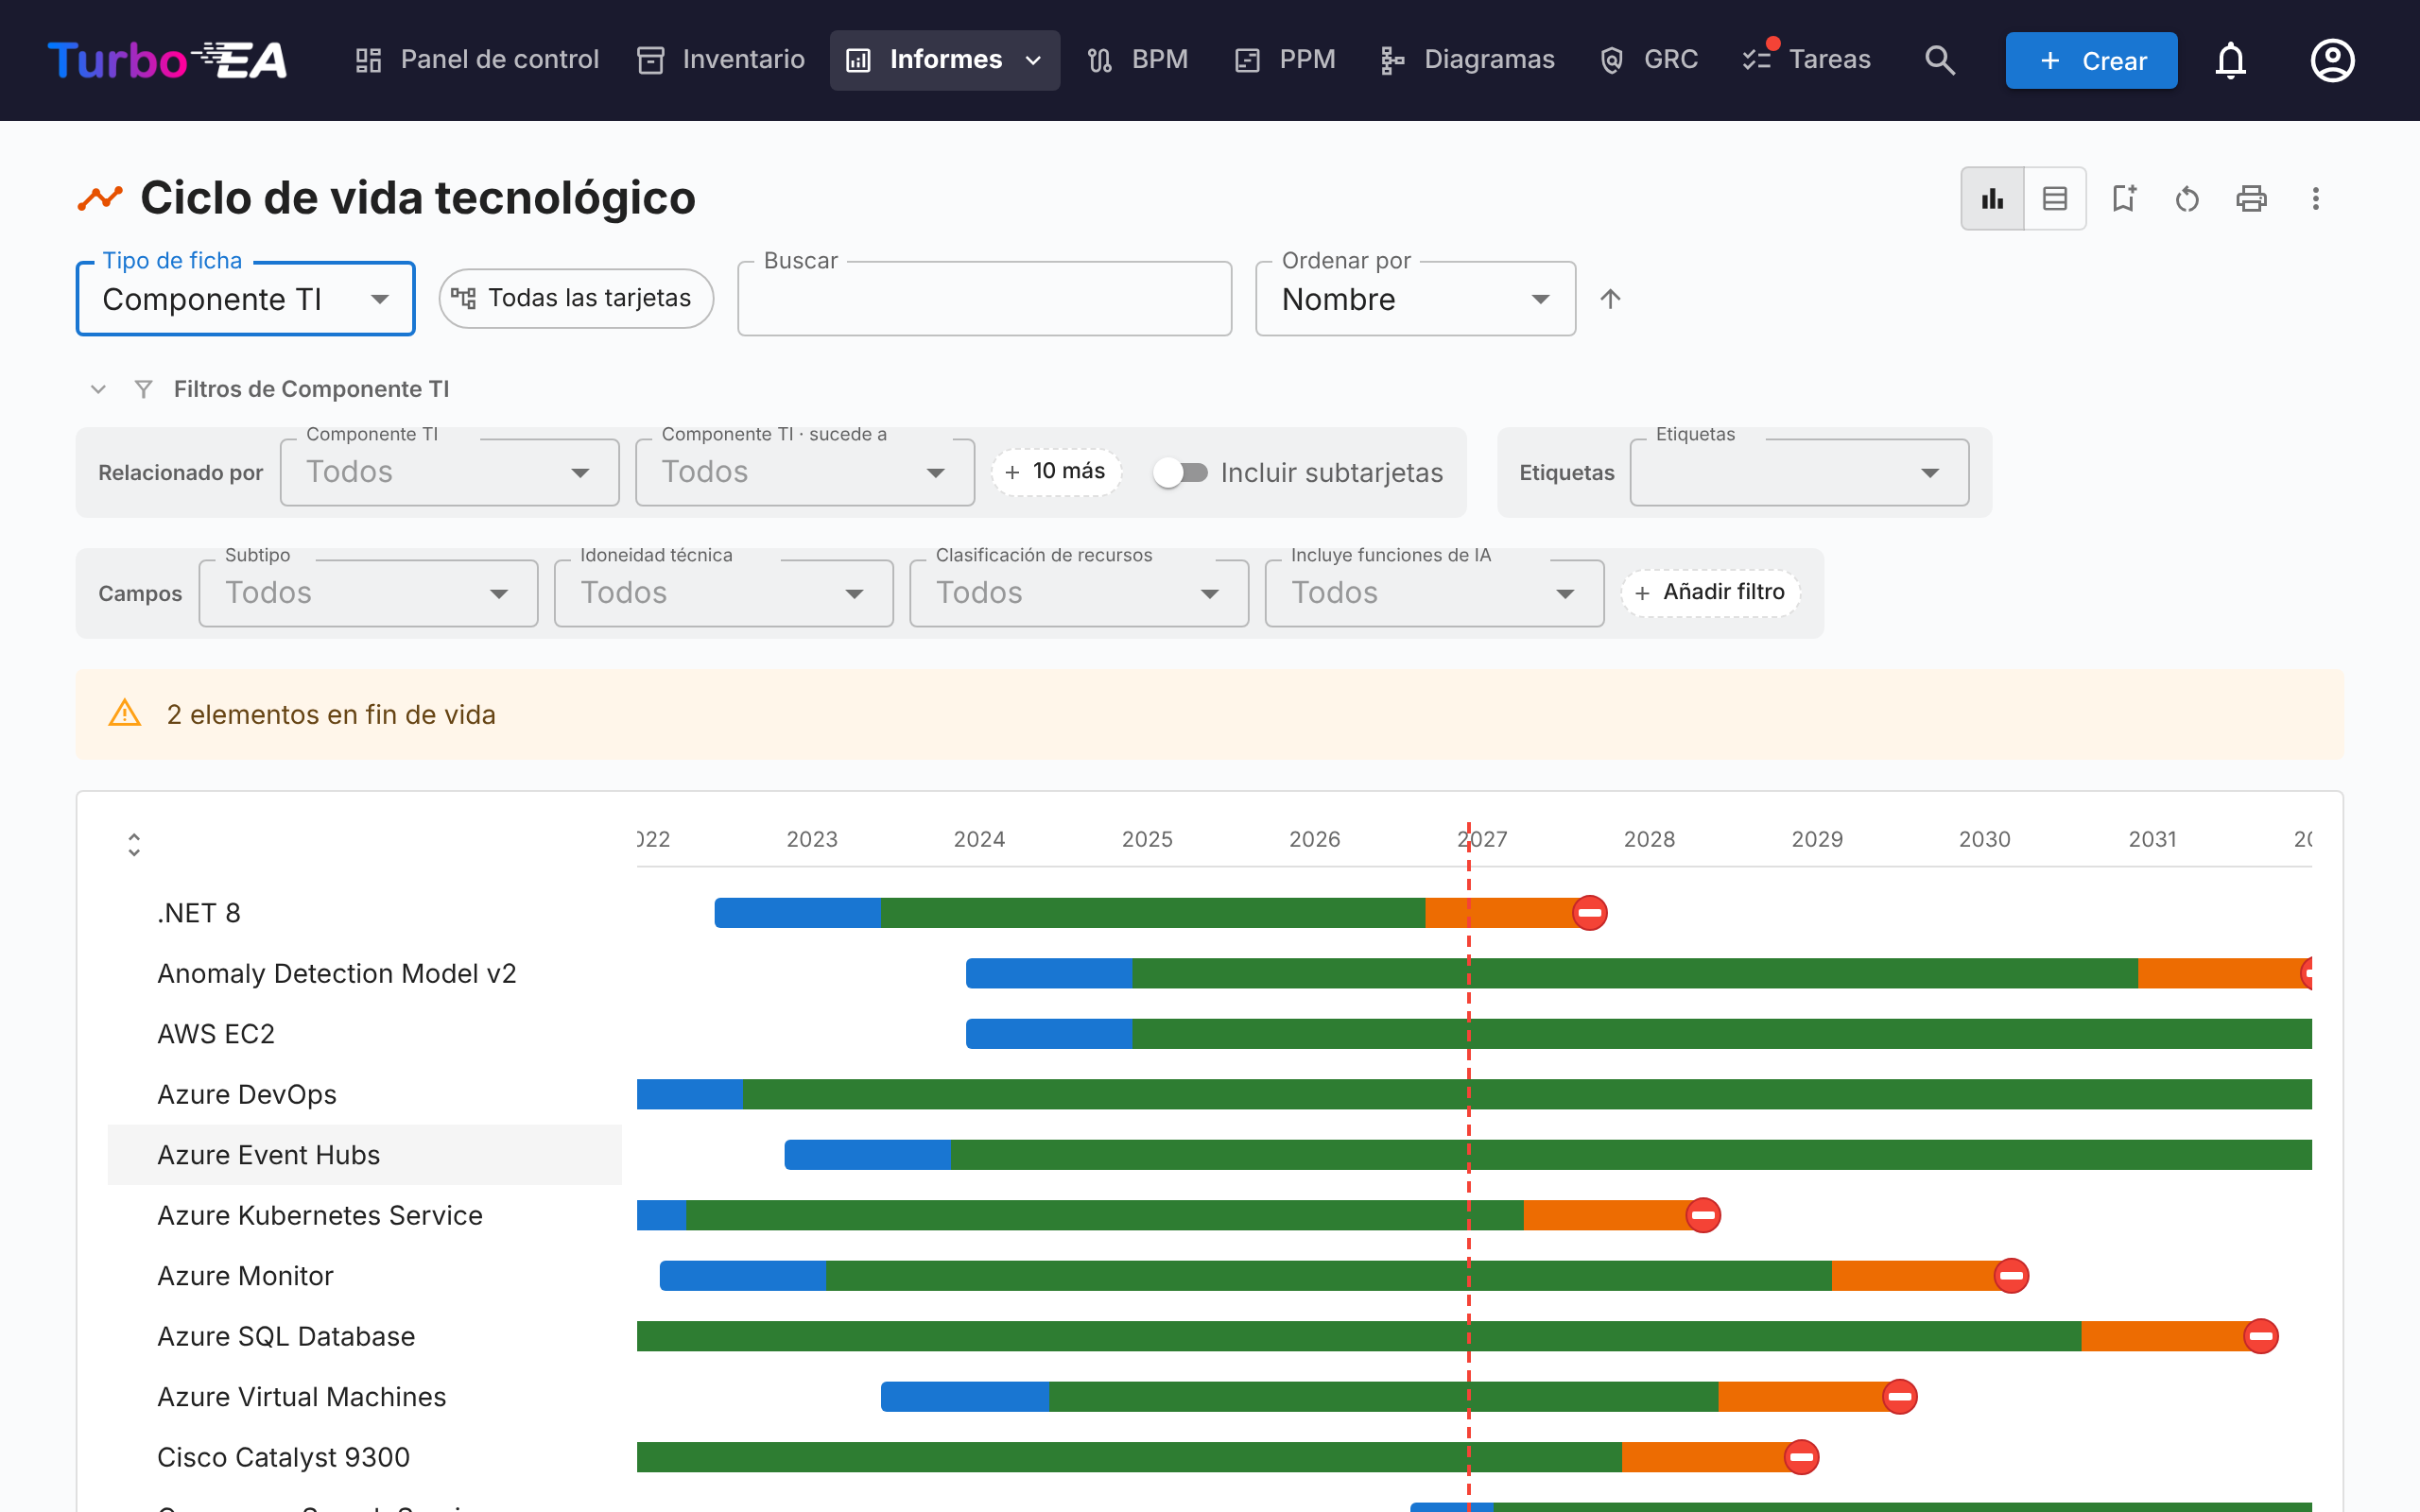 Turbo EA
Panel de control
Inventario
Informes
BPM
PPM
Diagramas
GRC
Tareas
Crear
Ciclo de vida tecnológico
Tipo de ficha
Componente TI
Todas las tarjetas
Buscar
Ordenar por
Nombre
Filtros de Componente TI
Relacionado por
Componente TI
Todos
Componente TI · sucede a
Todos
+ 10 más
Incluir subtarjetas
Etiquetas
Etiquetas
Campos
Subtipo
Todos
Idoneidad técnica
Todos
Clasificación de recursos
Todos
Incluye funciones de IA
Todos
+ Añadir filtro
2 elementos en fin de vida
2023 2024 2025 2026 2027 2028 2029 2030 2031
.NET 8
Anomaly Detection Model v2
AWS EC2
Azure DevOps
Azure Event Hubs
Azure Kubernetes Service
Azure Monitor
Azure SQL Database
Azure Virtual Machines
Cisco Catalyst 9300